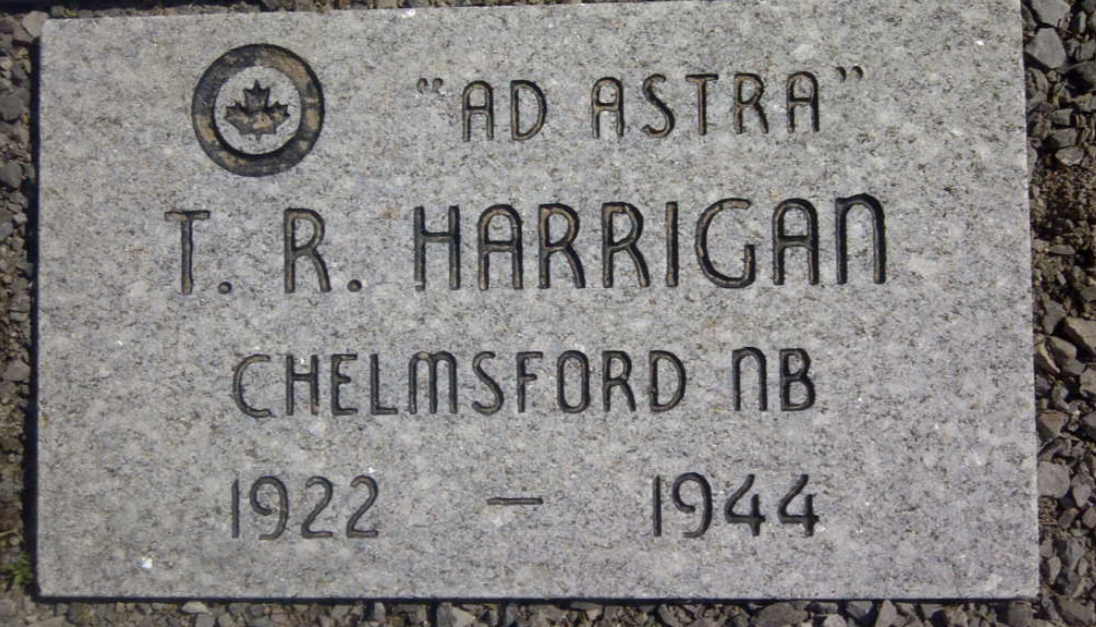 “AD ASTRA”
T. R. HARRIGAN
CHELMSFORD NB
1922 — 1944